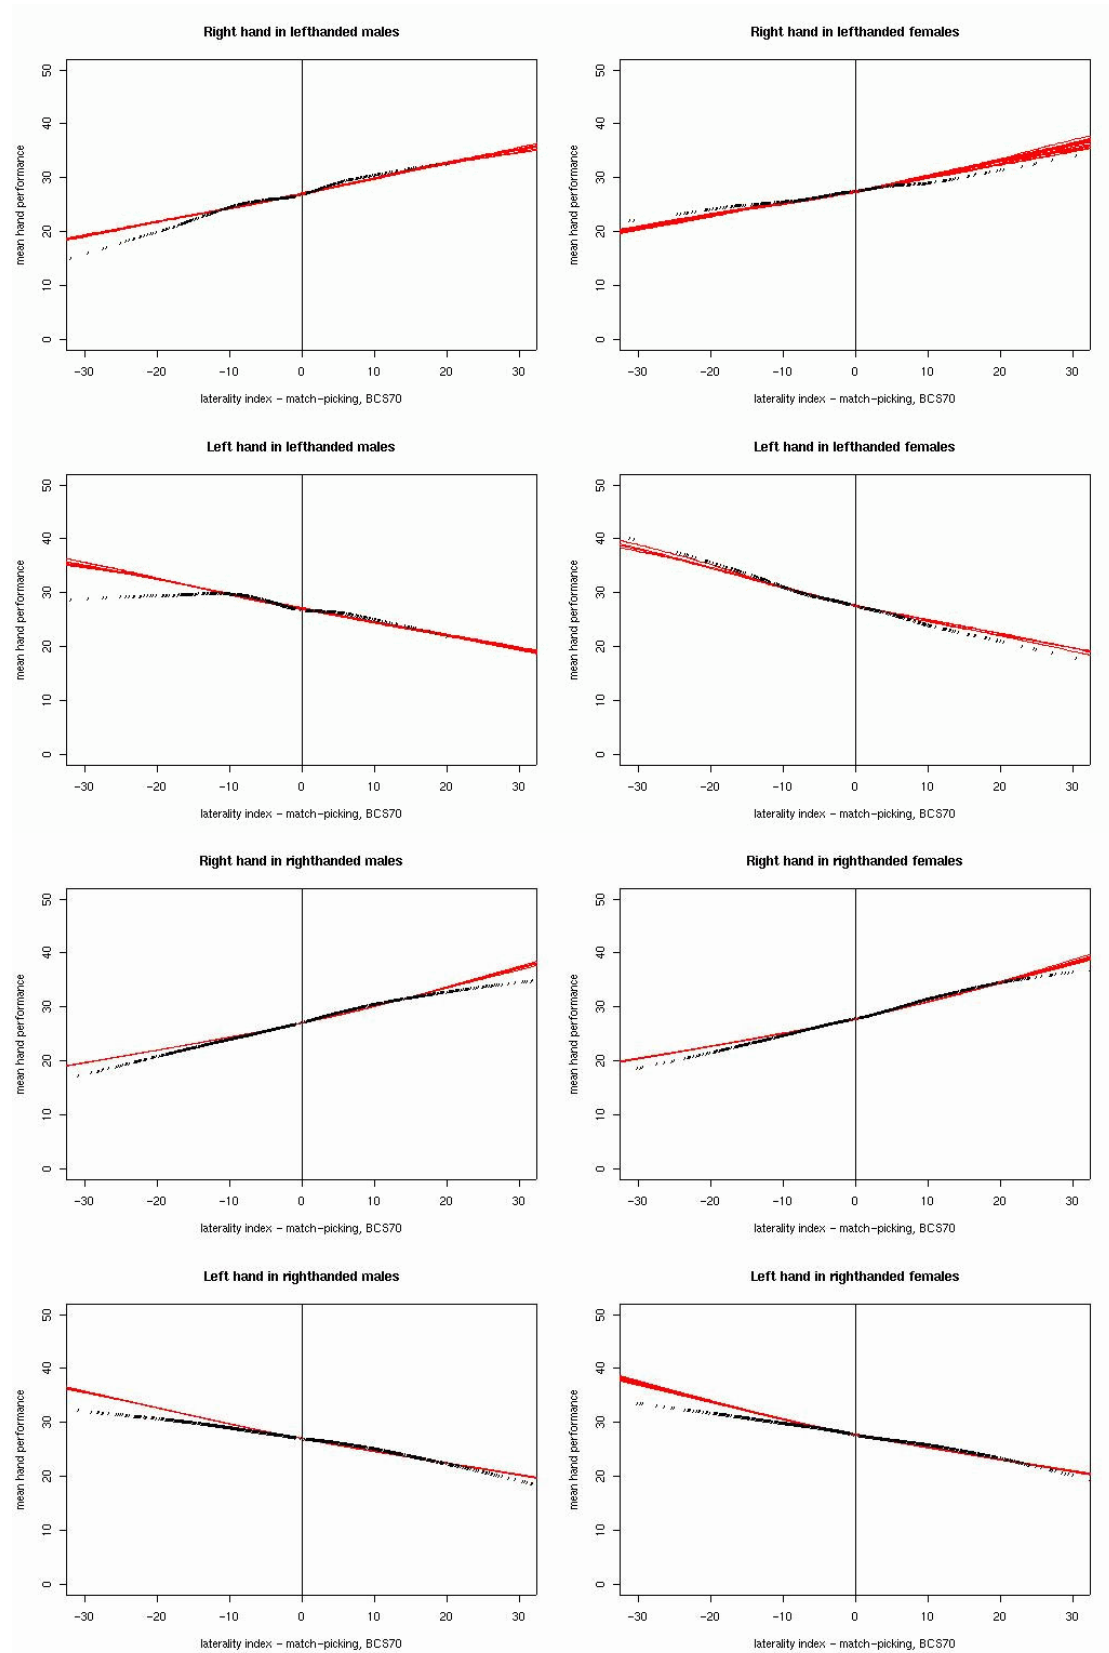 Right hand in lefthanded males
mean hand performance
50
40
30
20
10
0
−30 −20 −10 0 10 20 30
laterality index − match−picking, BCS70
Right hand in lefthanded females
mean hand performance
50
40
30
20
10
0
−30 −20 −10 0 10 20 30
laterality index − match−picking, BCS70
Left hand in lefthanded males
mean hand performance
50
40
30
20
10
0
−30 −20 −10 0 10 20 30
laterality index − match−picking, BCS70
Left hand in lefthanded females
mean hand performance
50
40
30
20
10
0
−30 −20 −10 0 10 20 30
laterality index − match−picking, BCS70
Right hand in righthanded males
mean hand performance
50
40
30
20
10
0
−30 −20 −10 0 10 20 30
laterality index − match−picking, BCS70
Right hand in righthanded females
mean hand performance
50
40
30
20
10
0
−30 −20 −10 0 10 20 30
laterality index − match−picking, BCS70
Left hand in righthanded males
mean hand performance
50
40
30
20
10
0
−30 −20 −10 0 10 20 30
laterality index − match−picking, BCS70
Left hand in righthanded females
mean hand performance
50
40
30
20
10
0
−30 −20 −10 0 10 20 30
laterality index − match−picking, BCS70